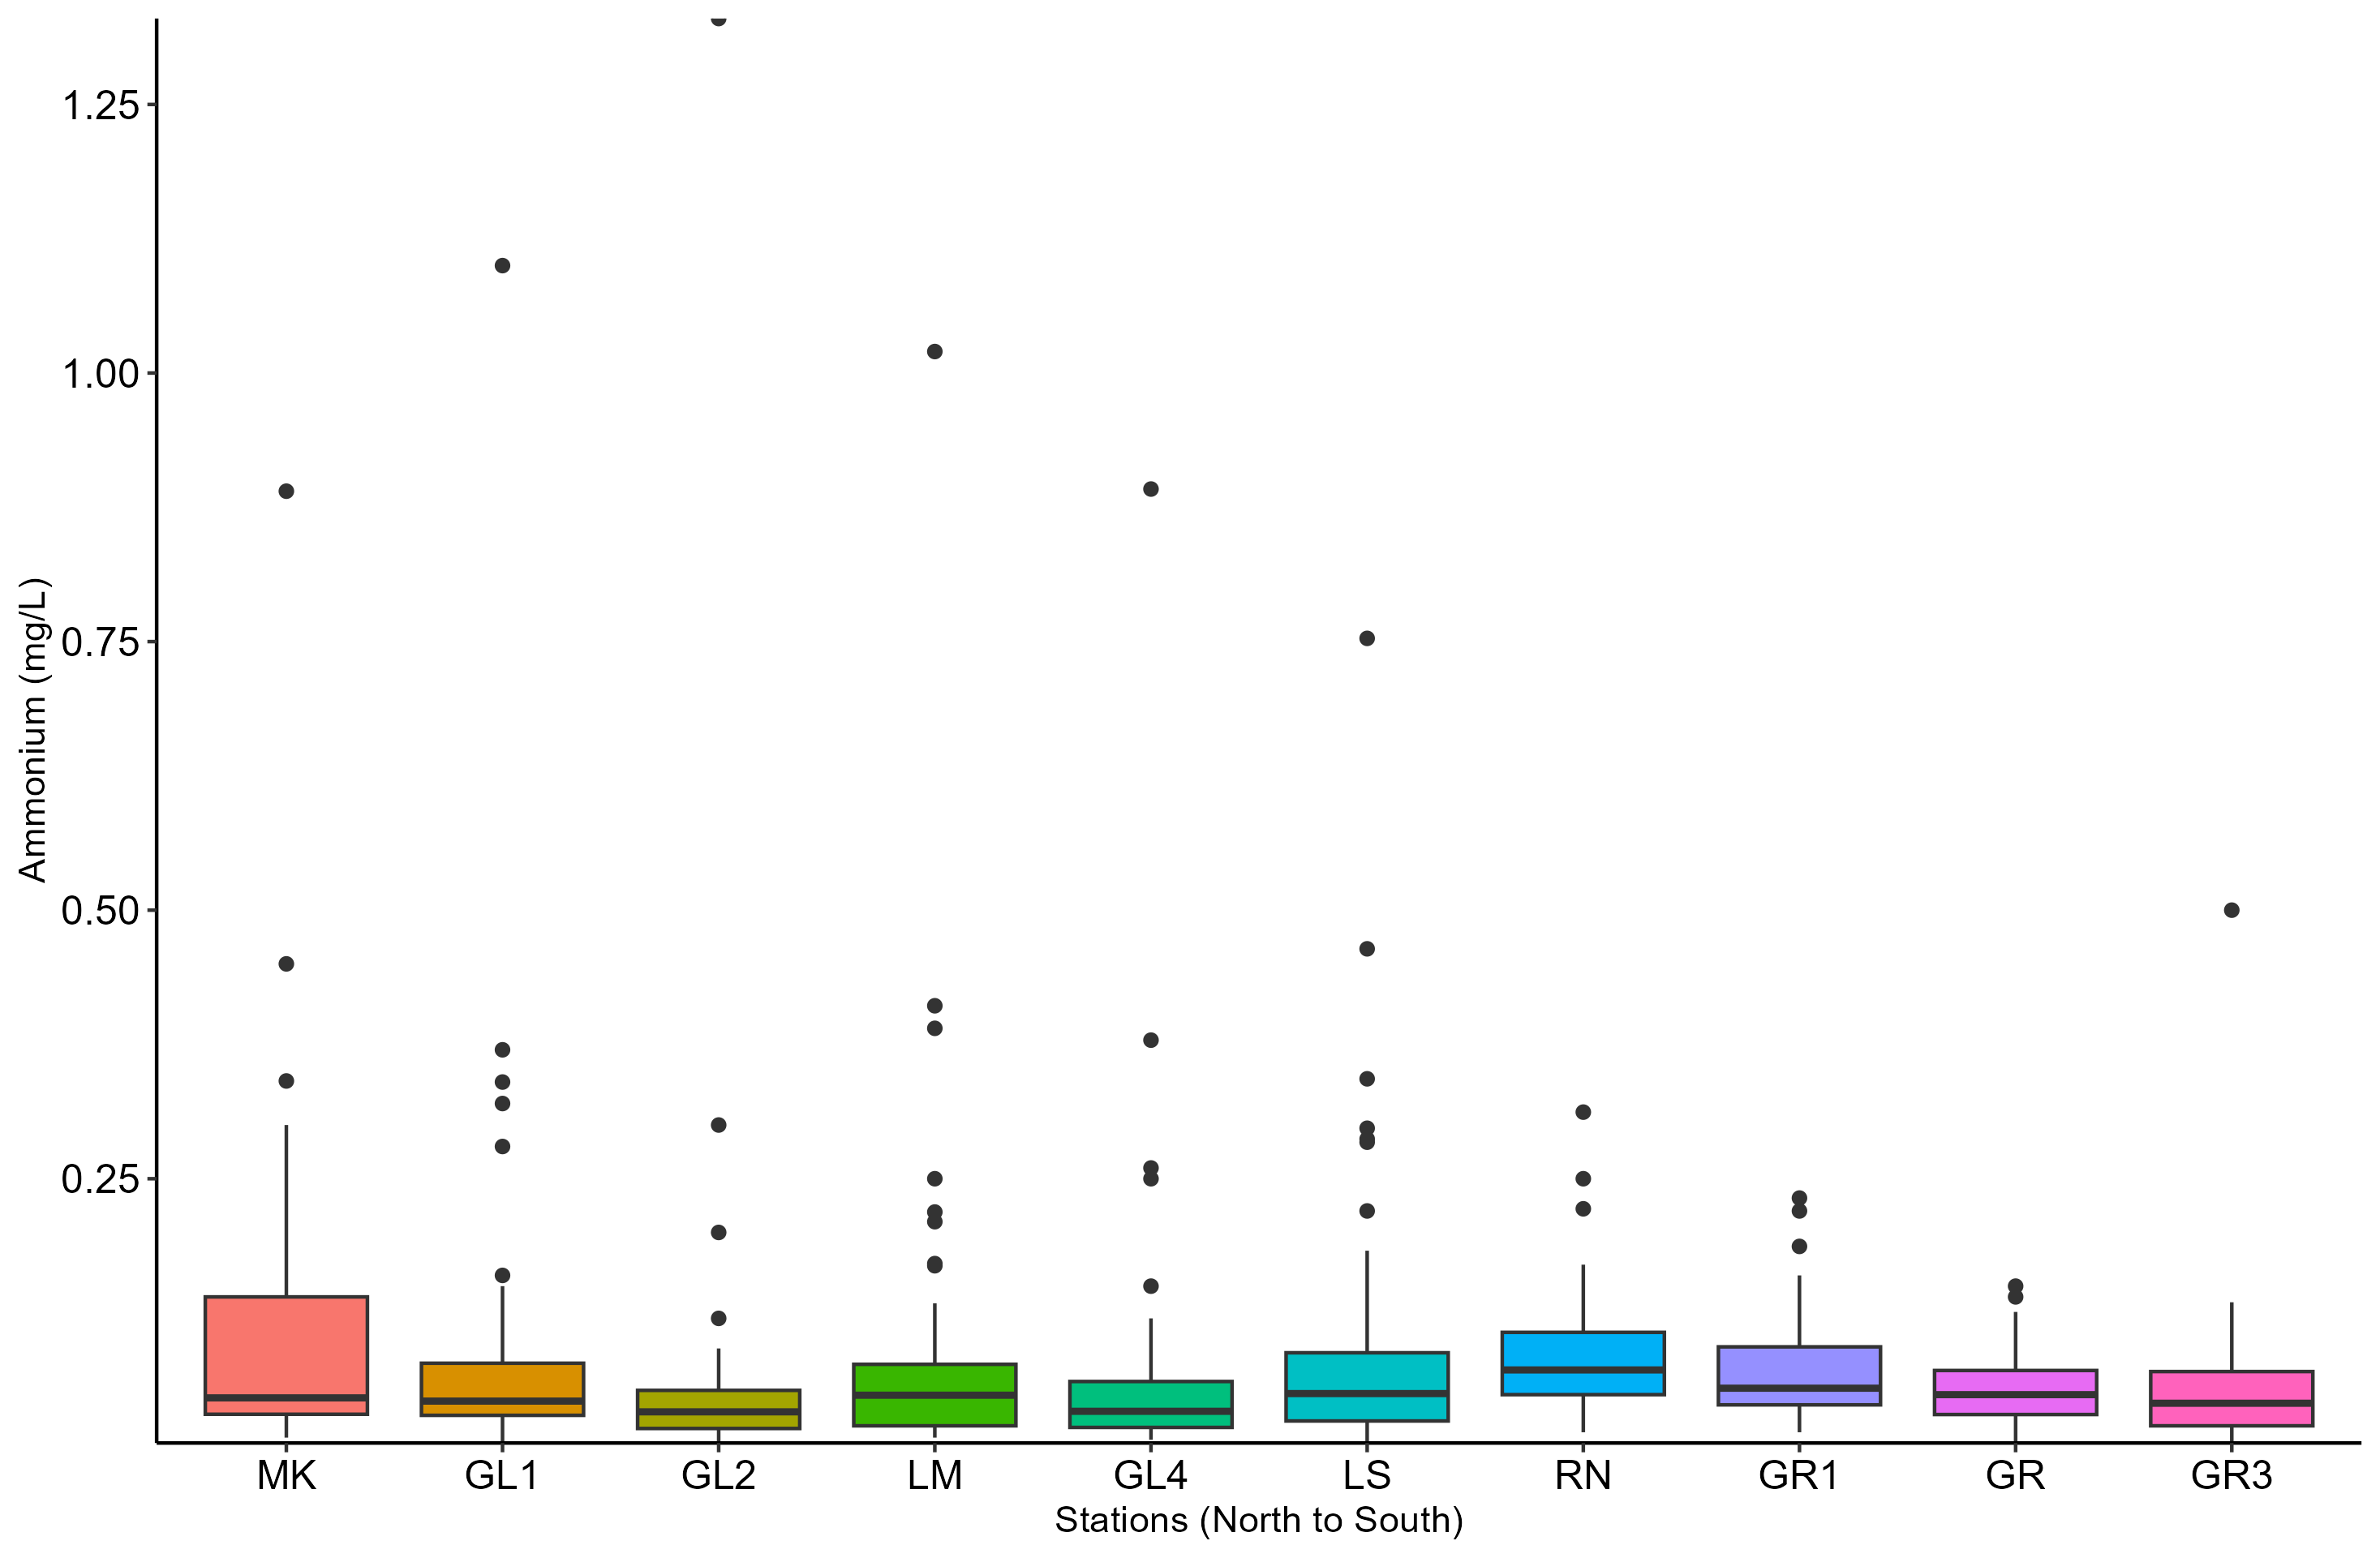 1.25
1.00
0.75
0.50
0.25
Ammonium (mg/L)
MK GL1 GL2 LM GL4 LS RN GR1 GR GR3
Stations (North to South)